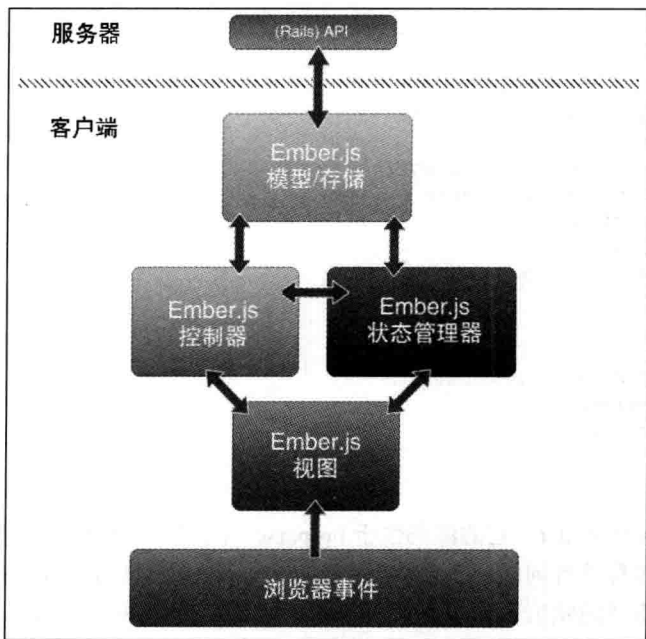 服务器
(Rails) API
客户端
Ember.js
模型/存储
Ember.js
控制器
Ember.js
状态管理器
Ember.js
视图
浏览器事件